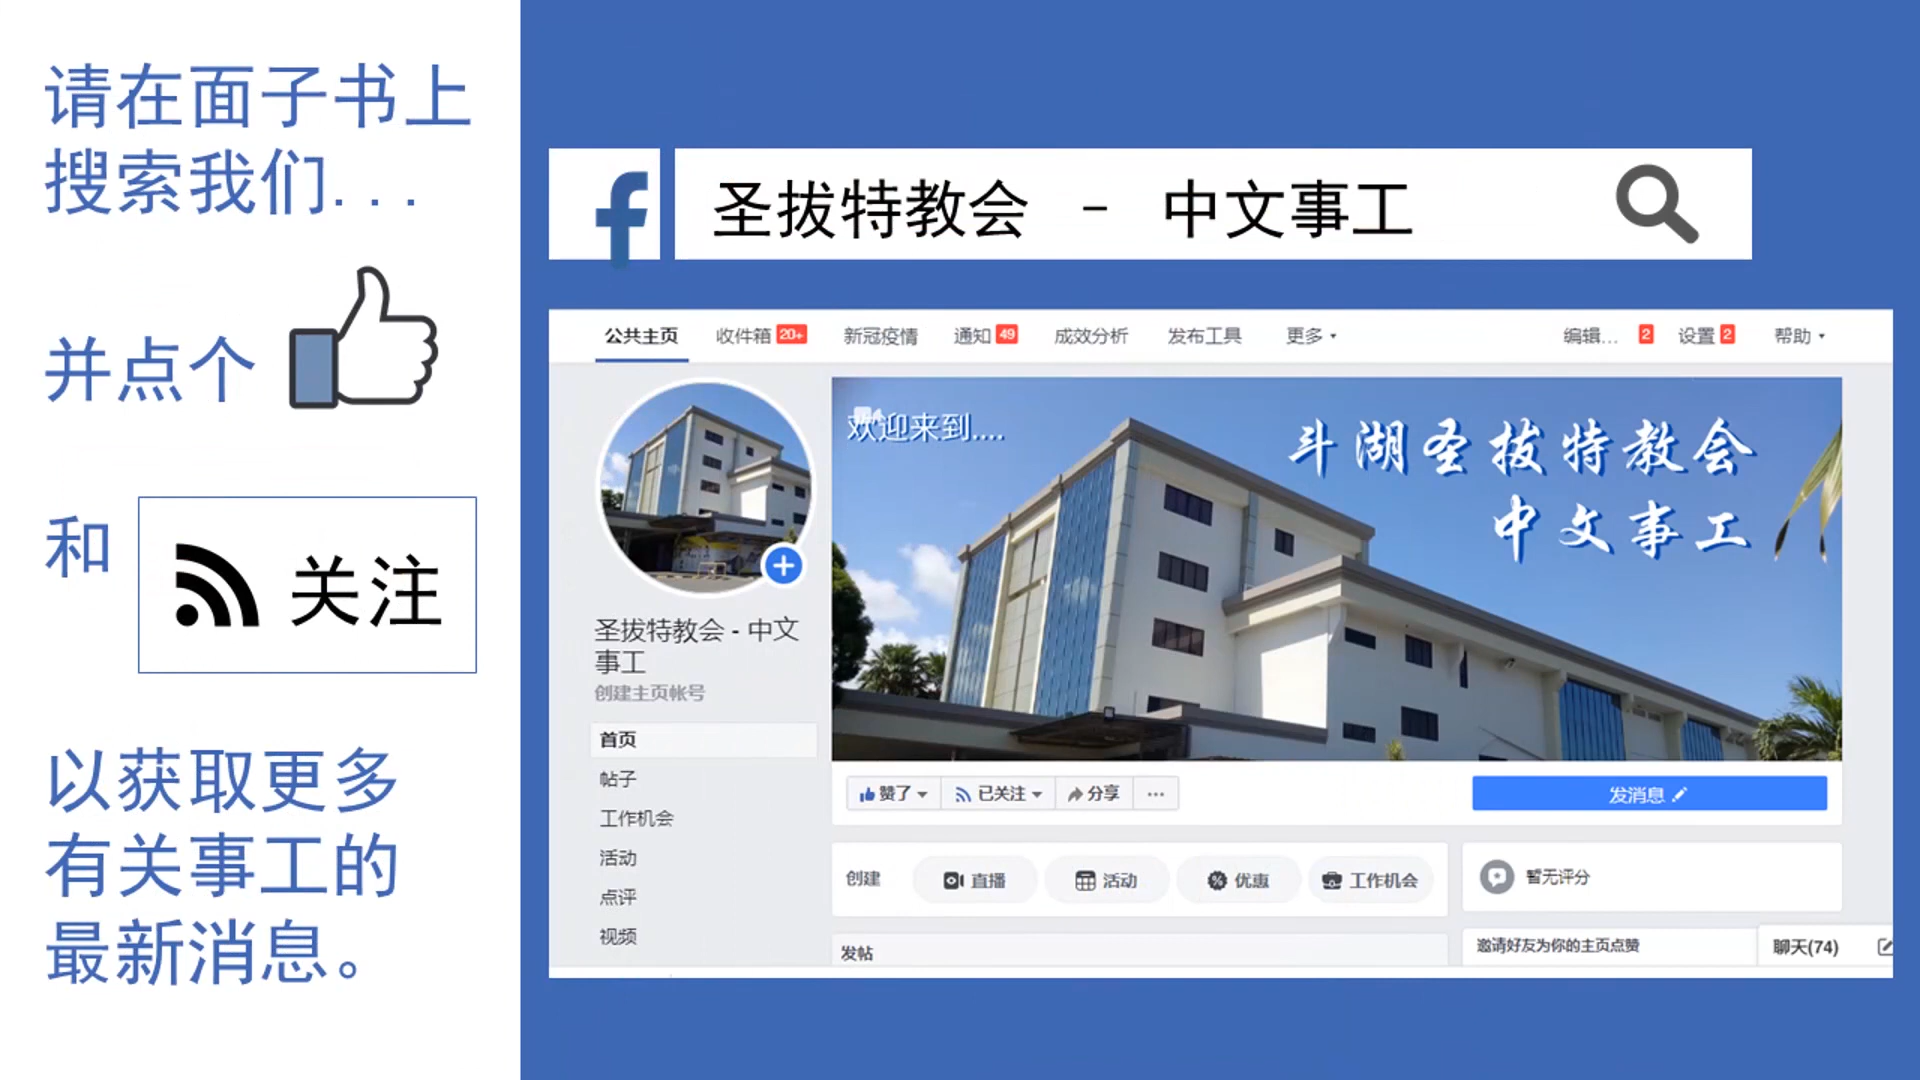 请在面子书上
搜索我们...
并点个
和
关注
以获取更多
有关事工的
最新消息。
f
圣拔特教会 - 中文事工
公共主页 收件箱 20+ 新冠疫情 通知 49 成效分析 发布工具 更多 编辑... 2 设置 2 帮助
欢迎来到....
斗湖圣拔特教会
中文事工
圣拔特教会 - 中文
事工
创建主页帐号
首页
帖子
工作机会
活动
点评
视频
赞了 已关注 分享 ... 发消息
创建 直播 活动 优惠 工作机会
暂无评分
发帖
邀请好友为你的主页点赞
聊天(74)